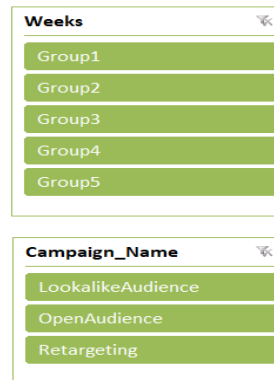 Weeks
Group1
Group2
Group3
Group4
Group5
Campaign_Name
LookalikeAudience
OpenAudience
Retargeting